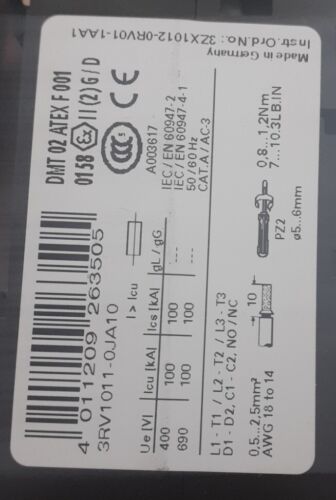 DMT 02 ATEX F 001
0158 Ex II (2) G / D
CE
CCC
A003617
IEC / EN 60947-2
IEC / EN 60947-4-1
50 / 60 Hz
CAT. A / AC-3
Made in Germany
Instr.Ord.No.: 3ZX1012-0RV01-1AA1
4 011209 263505
3RV1011-0JA10
I > Icu
Ue [V] Icu [kA] Ics [kA] gL / gG
400 100 100 ---
690 100 100 ---
0,8...1,2Nm
7...10.3LB.IN
PZ2
ø5...6mm
L1 - T1 / L2 - T2 / L3 - T3
D1 - D2, C1 - C2, NO / NC
10
0,5...2,5mm²
AWG 18 to 14